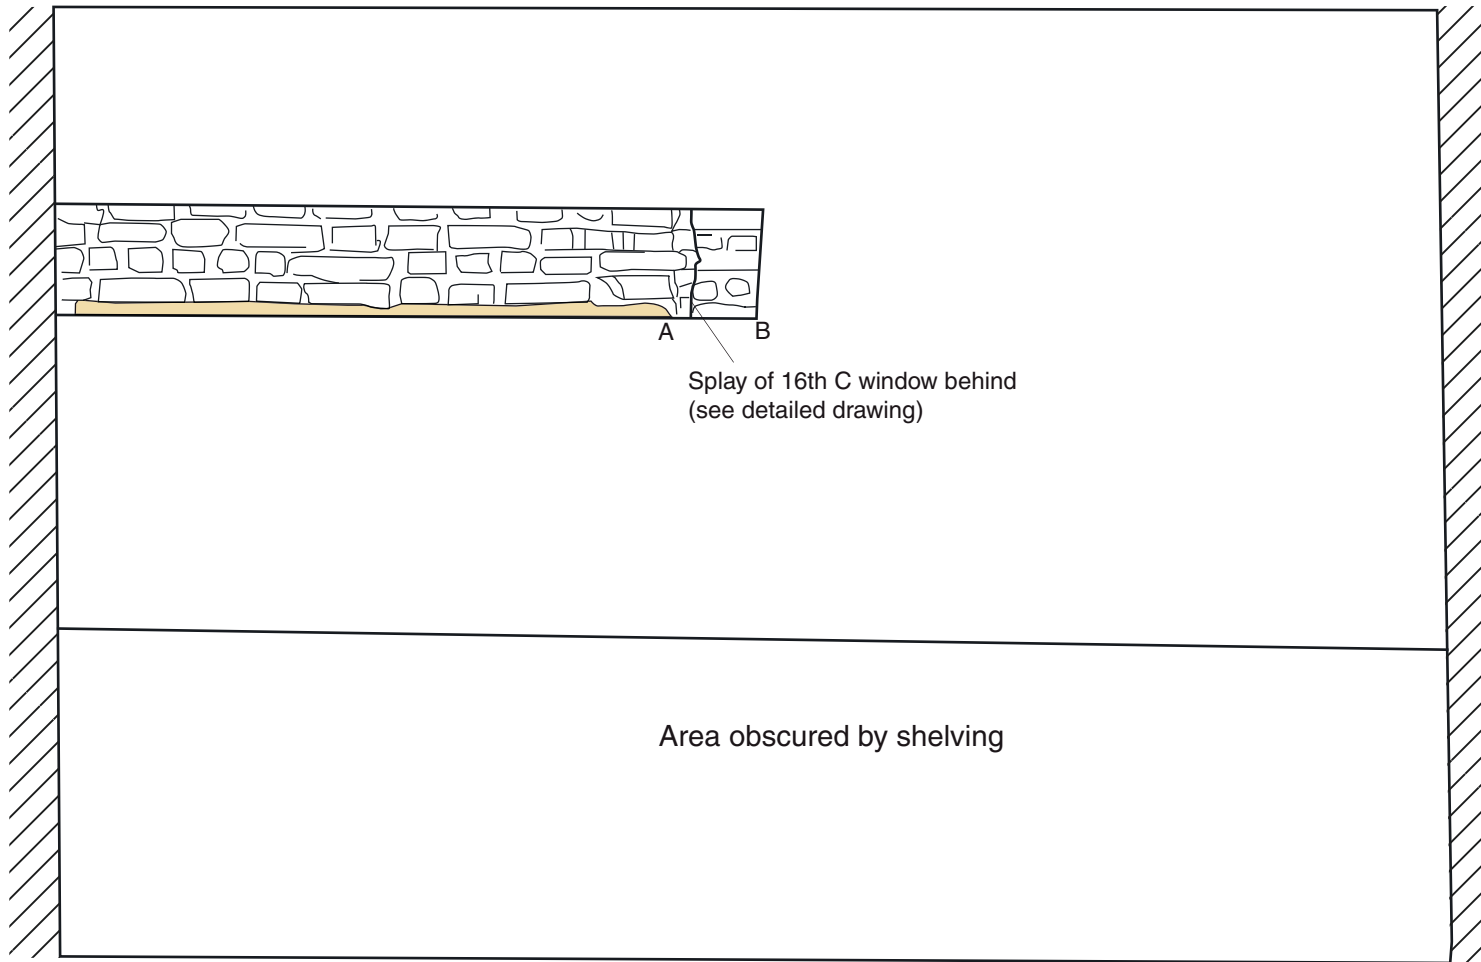 A
B
Splay of 16th C window behind
(see detailed drawing)
Area obscured by shelving